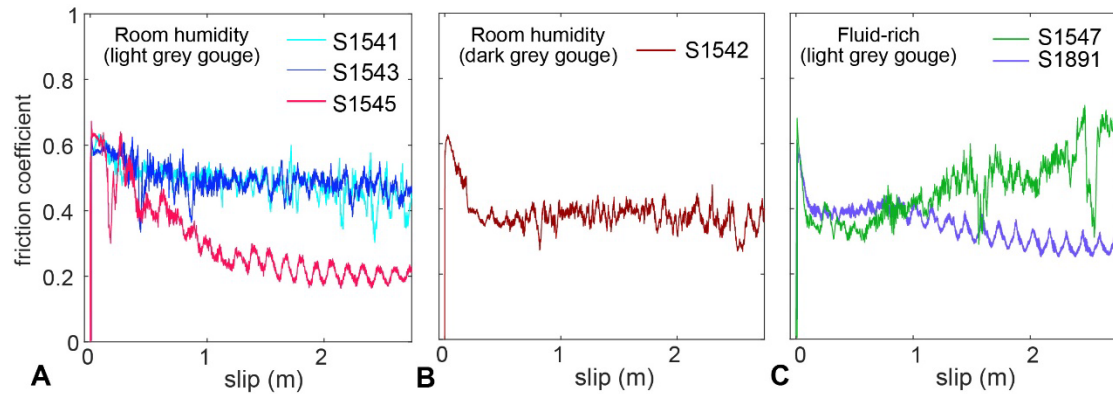 Room humidity
(light grey gouge)
S1541
S1543
S1545
Room humidity
(dark grey gouge)
S1542
Fluid-rich
(light grey gouge)
S1547
S1891
friction coefficient
1
0.8
0.6
0.4
0.2
0
0 1 2
0 1 2
0 1 2
A slip (m)
B slip (m)
C slip (m)